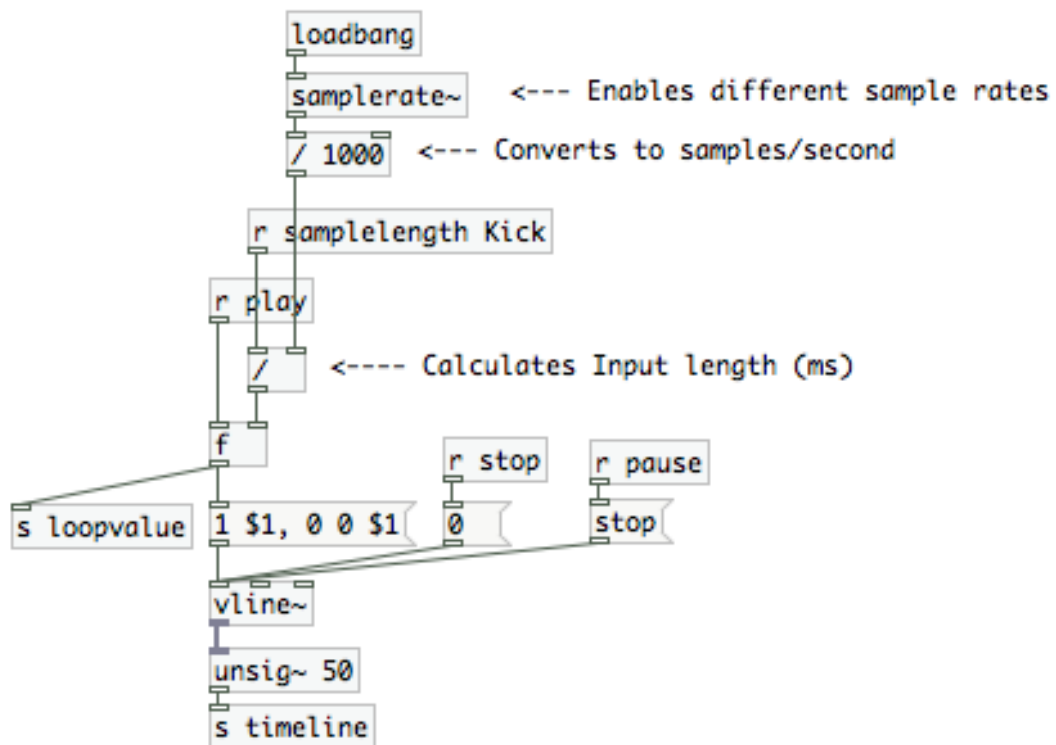 loadbang
samplerate~ <--- Enables different sample rates
/ 1000 <--- Converts to samples/second
r samplelength Kick
r play
/ <---- Calculates Input length (ms)
f
r stop
r pause
s loopvalue
1 $1, 0 0 $1
0
stop
vline~
unsig~ 50
s timeline